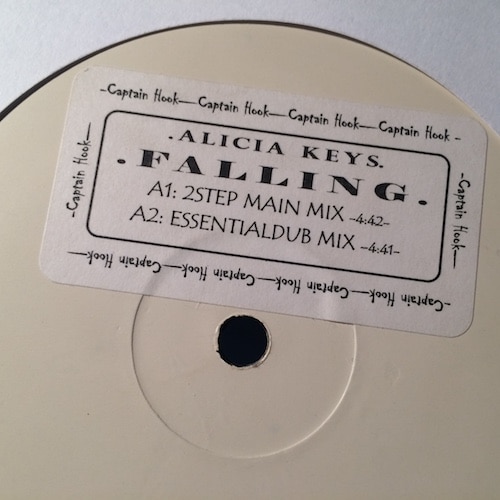 -Captain Hook—Captain Hook—Captain Hook—Captain Hook-
.ALICIA KEYS.
.FALLING.
A1: 2STEP MAIN MIX -4:42-
A2: ESSENTIALDUB MIX -4:41-
-Captain Hook—
-Captain Hook—Captain Hook—Captain Hook—Captain Hook—
-Captain Hook—